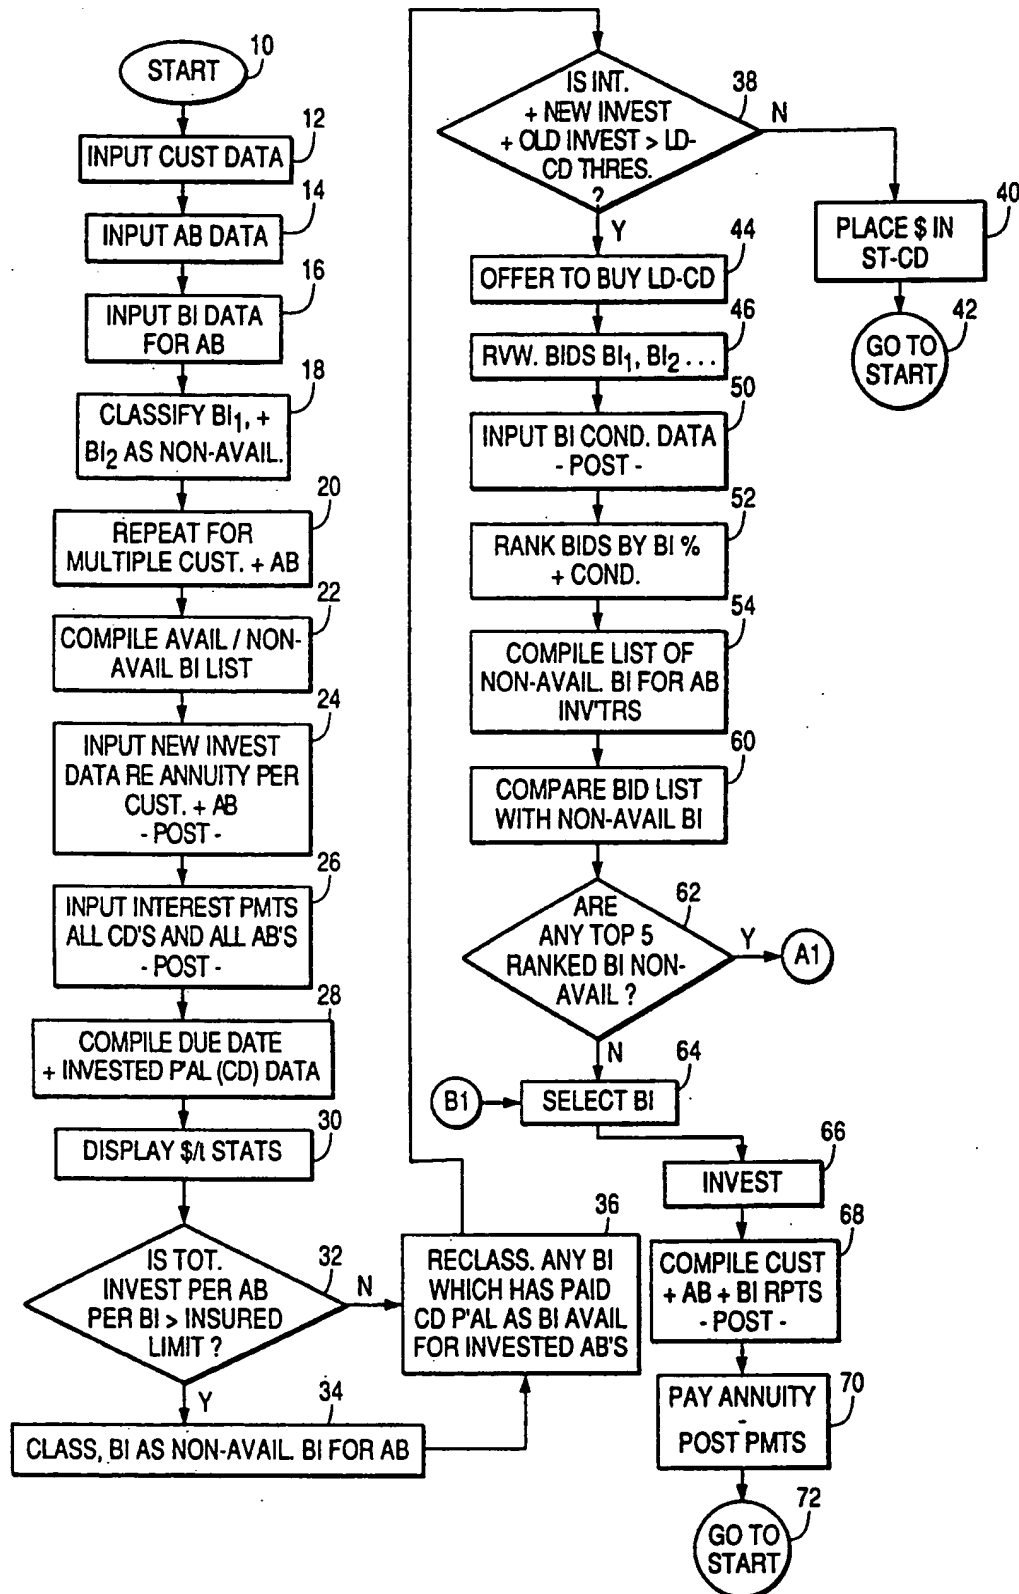 10
START
12
INPUT CUST DATA
14
INPUT AB DATA
16
INPUT BI DATA
FOR AB
18
CLASSIFY BI1, +
BI2 AS NON-AVAIL.
20
REPEAT FOR
MULTIPLE CUST. + AB
22
COMPILE AVAIL / NON-
AVAIL BI LIST
24
INPUT NEW INVEST
DATA RE ANNUITY PER
CUST. + AB
- POST -
26
INPUT INTEREST PMTS
ALL CD'S AND ALL AB'S
- POST -
28
COMPILE DUE DATE
+ INVESTED P'AL (CD) DATA
30
DISPLAY $/t STATS
32
IS TOT.
INVEST PER AB
PER BI > INSURED
LIMIT ?
N
Y
34
CLASS, BI AS NON-AVAIL. BI FOR AB
36
RECLASS. ANY BI
WHICH HAS PAID
CD P'AL AS BI AVAIL
FOR INVESTED AB'S
38
IS INT.
+ NEW INVEST
+ OLD INVEST > LD-
CD THRES.
?
N
Y
40
PLACE $ IN
ST-CD
42
GO TO
START
44
OFFER TO BUY LD-CD
46
RVW. BIDS BI1, BI2 ...
50
INPUT BI COND. DATA
- POST -
52
RANK BIDS BY BI %
+ COND.
54
COMPILE LIST OF
NON-AVAIL. BI FOR AB
INV'TRS
60
COMPARE BID LIST
WITH NON-AVAIL BI
62
ARE
ANY TOP 5
RANKED BI NON-
AVAIL ?
Y
A1
N
64
B1
SELECT BI
66
INVEST
68
COMPILE CUST
+ AB + BI RPTS
- POST -
70
PAY ANNUITY
-
POST PMTS
72
GO TO
START